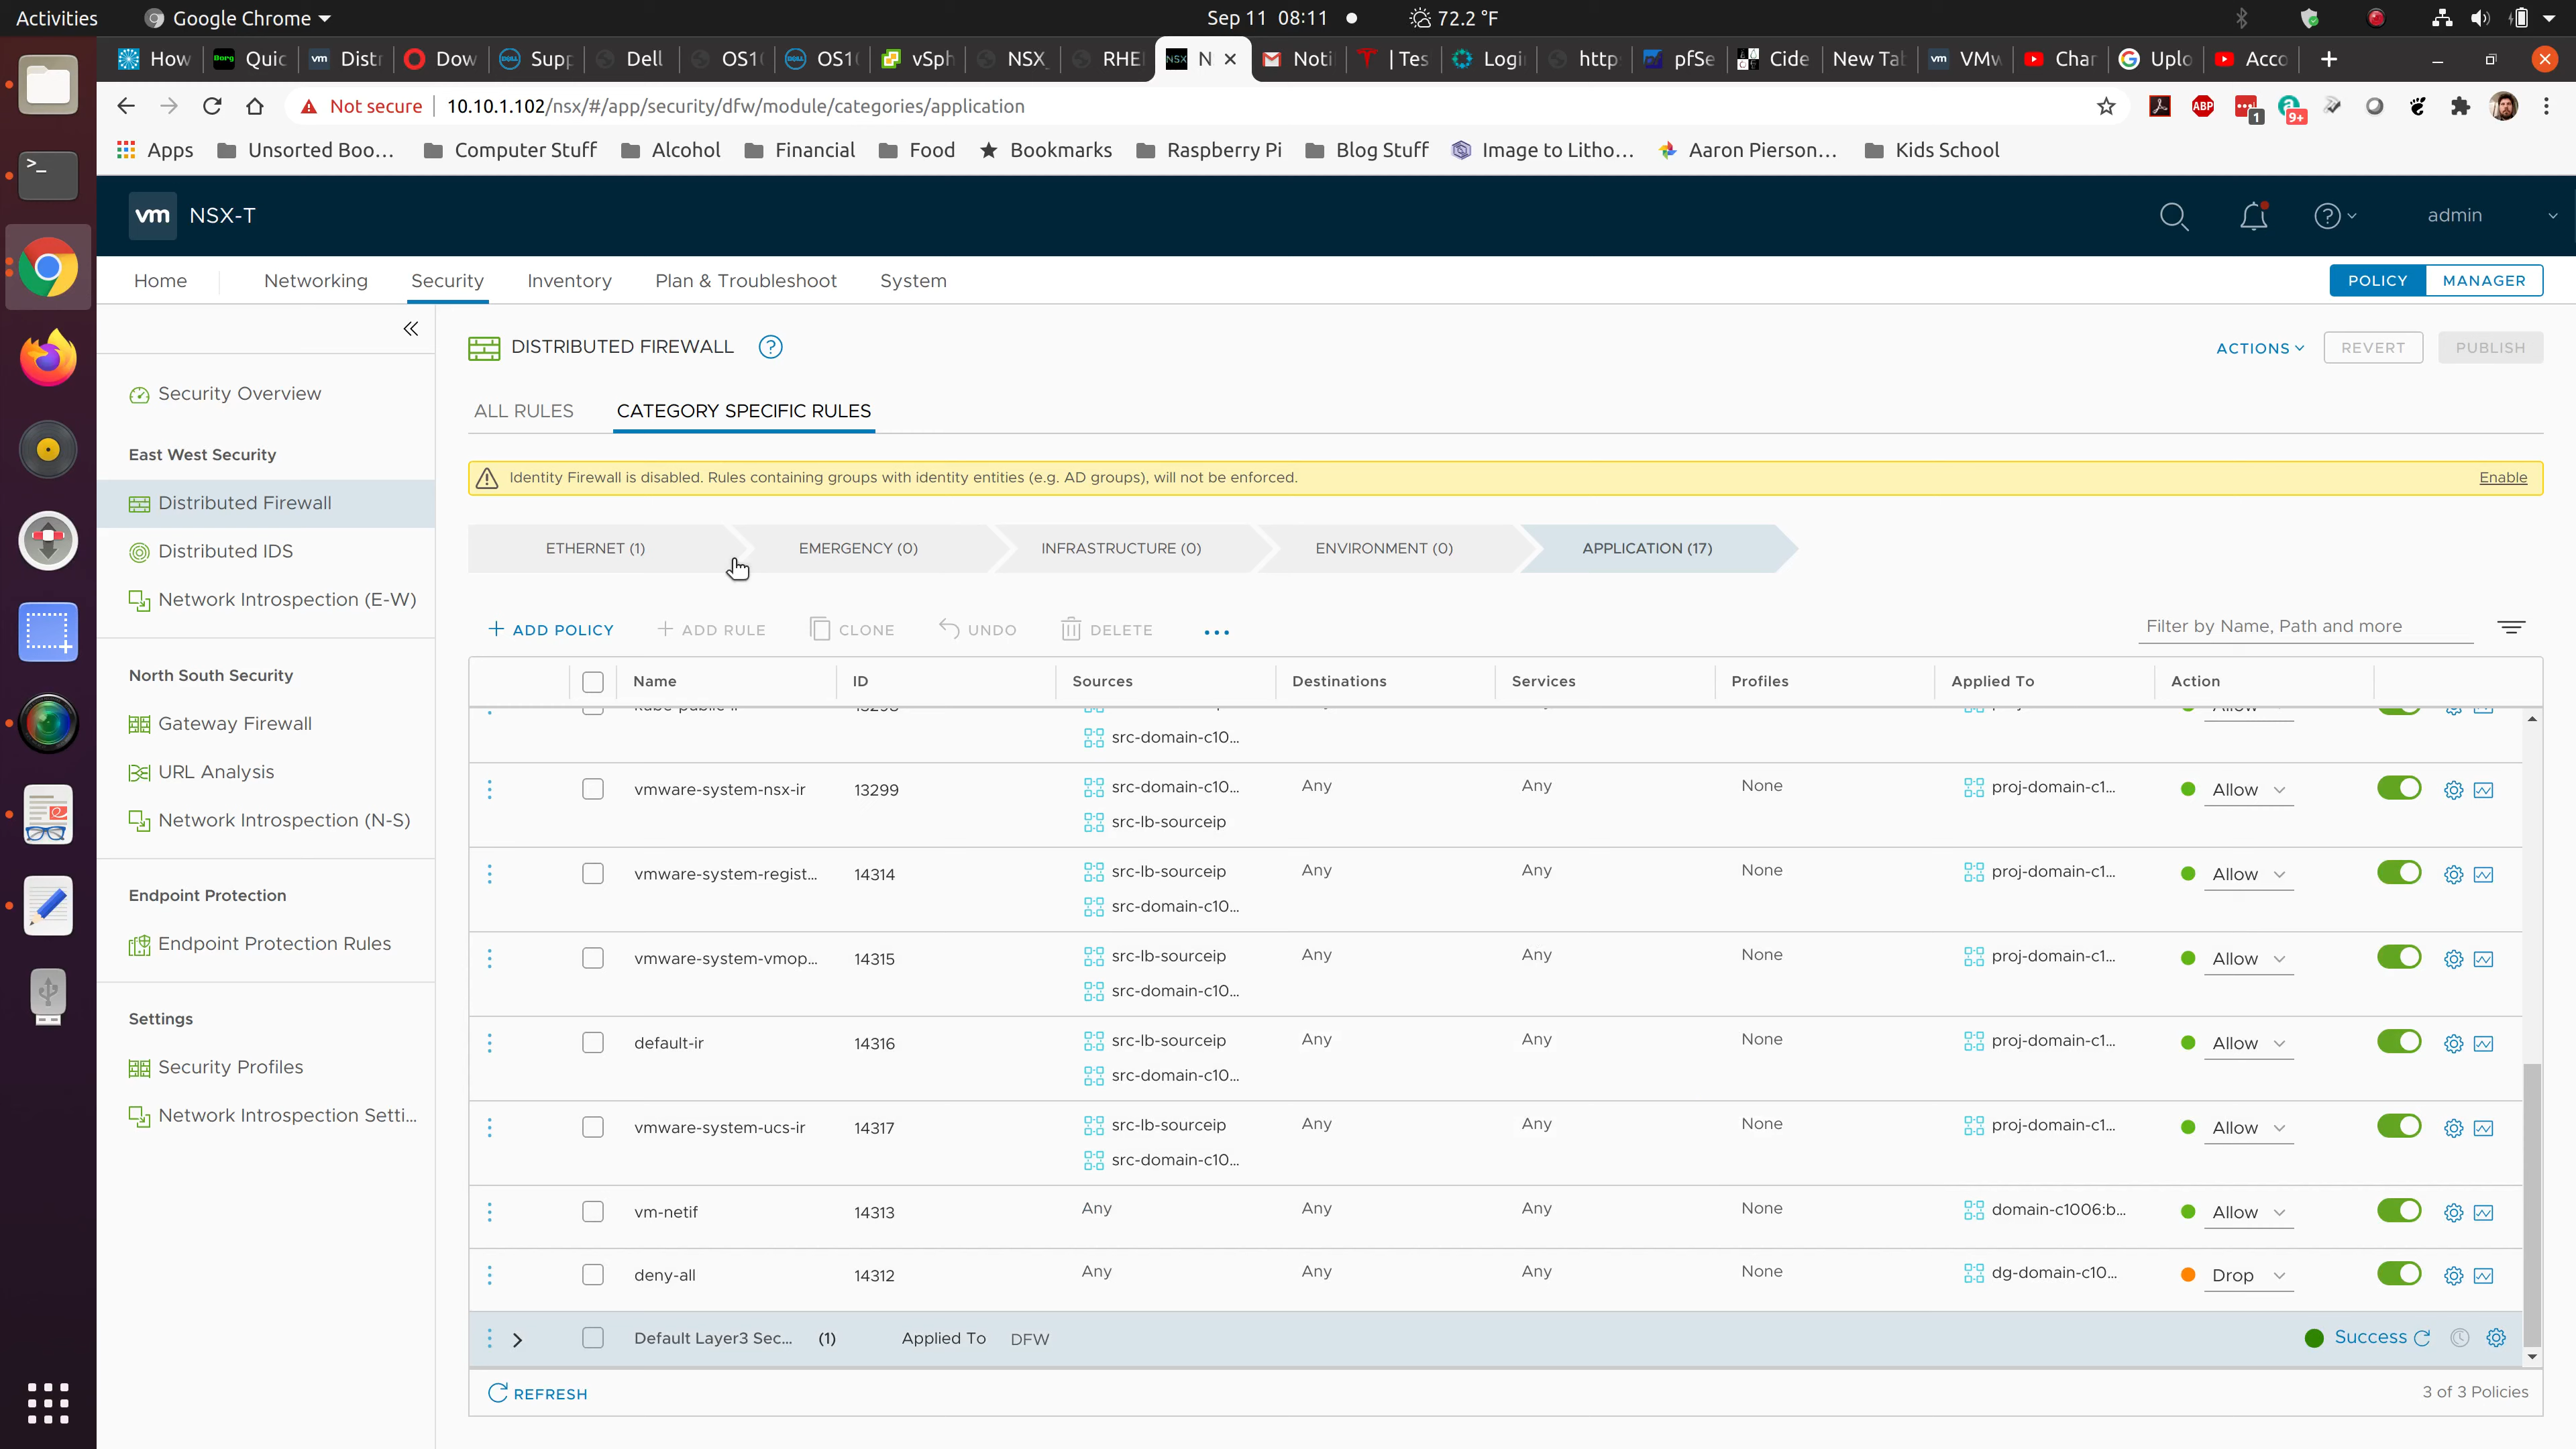 Activities Google Chrome Sep 11 08:11 72.2 °F
How Quic Distr Dow Supp Dell OS1 OS1 vSph NSX_ RHE N Noti | Tes Logi http pfSe Cide New Tab VMw Char Uplo Acco
Not secure 10.10.1.102/nsx/#/app/security/dfw/module/categories/application ABP 1 9+
Apps Unsorted Boo... Computer Stuff Alcohol Financial Food Bookmarks Raspberry Pi Blog Stuff Image to Litho... Aaron Pierson... Kids School
vm NSX-T admin
Home Networking Security Inventory Plan & Troubleshoot System POLICY MANAGER
Security Overview
East West Security
Distributed Firewall
Distributed IDS
Network Introspection (E-W)
North South Security
Gateway Firewall
URL Analysis
Network Introspection (N-S)
Endpoint Protection
Endpoint Protection Rules
Settings
Security Profiles
Network Introspection Setti...
DISTRIBUTED FIREWALL ACTIONS REVERT PUBLISH
ALL RULES CATEGORY SPECIFIC RULES
Identity Firewall is disabled. Rules containing groups with identity entities (e.g. AD groups), will not be enforced. Enable
ETHERNET (1) EMERGENCY (0) INFRASTRUCTURE (0) ENVIRONMENT (0) APPLICATION (17)
+ ADD POLICY + ADD RULE CLONE UNDO DELETE ... Filter by Name, Path and more
Name ID Sources Destinations Services Profiles Applied To Action
src-domain-c10...
vmware-system-nsx-ir 13299 src-domain-c10... Any Any None proj-domain-c1... Allow
src-lb-sourceip
vmware-system-regist... 14314 src-lb-sourceip Any Any None proj-domain-c1... Allow
src-domain-c10...
vmware-system-vmop... 14315 src-lb-sourceip Any Any None proj-domain-c1... Allow
src-domain-c10...
default-ir 14316 src-lb-sourceip Any Any None proj-domain-c1... Allow
src-domain-c10...
vmware-system-ucs-ir 14317 src-lb-sourceip Any Any None proj-domain-c1... Allow
src-domain-c10...
vm-netif 14313 Any Any Any None domain-c1006:b... Allow
deny-all 14312 Any Any Any None dg-domain-c10... Drop
Default Layer3 Sec... (1) Applied To DFW Success
REFRESH 3 of 3 Policies